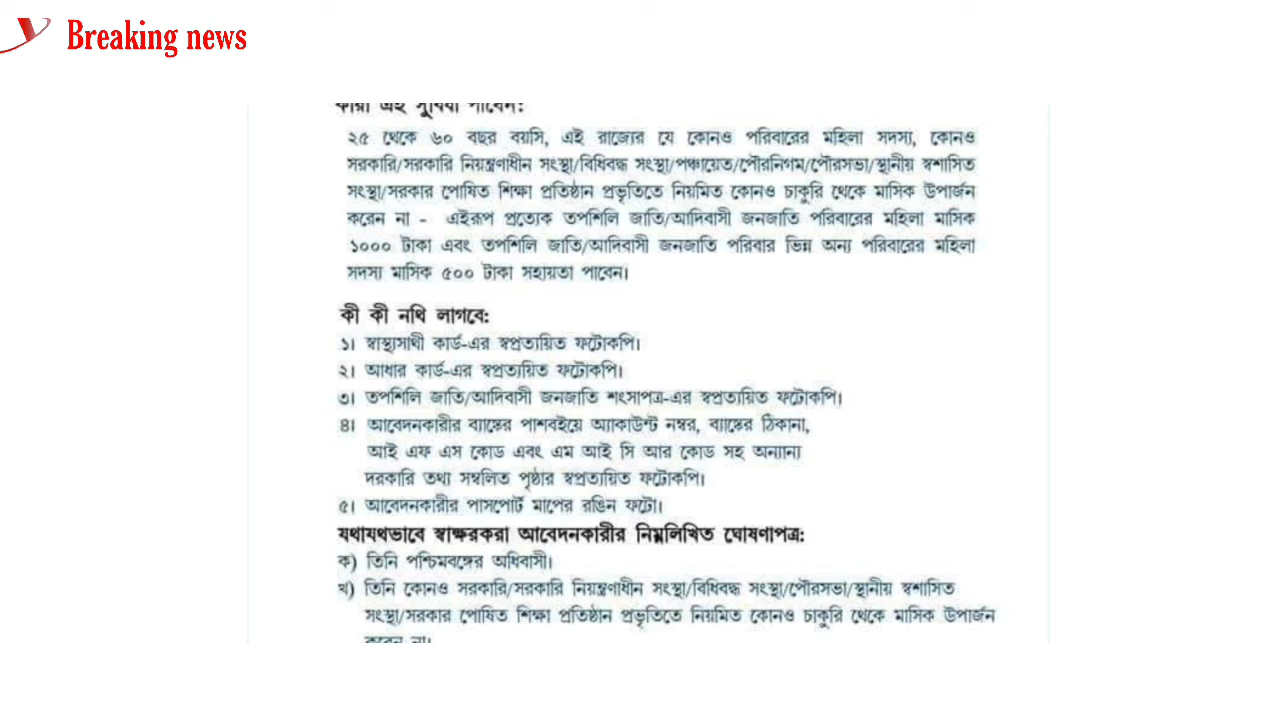 Breaking news
কারা এই সুবিধা পাবেন:
২৫ থেকে ৬০ বছর বয়সি, এই রাজ্যের যে কোনও পরিবারের মহিলা সদস্য, কোনও
সরকারি/সরকারি নিয়ন্ত্রণাধীন সংস্থা/বিধিবদ্ধ সংস্থা/পঞ্চায়েত/পৌরনিগম/পৌরসভা/স্থানীয় স্বশাসিত
সংস্থা/সরকার পোষিত শিক্ষা প্রতিষ্ঠান প্রভৃতিতে নিয়মিত কোনও চাকুরি থেকে মাসিক উপার্জন
করেন না - এইরূপ প্রত্যেক তপশিলি জাতি/আদিবাসী জনজাতি পরিবারের মহিলা মাসিক
১০০০ টাকা এবং তপশিলি জাতি/আদিবাসী জনজাতি পরিবার ভিন্ন অন্য পরিবারের মহিলা
সদস্য মাসিক ৫০০ টাকা সহায়তা পাবেন।
কী কী নথি লাগবে:
১। স্বাস্থ্যসাথী কার্ড-এর স্বপ্রত্যয়িত ফটোকপি।
২। আধার কার্ড-এর স্বপ্রত্যয়িত ফটোকপি।
৩। তপশিলি জাতি/আদিবাসী জনজাতি শংসাপত্র-এর স্বপ্রত্যয়িত ফটোকপি।
৪। আবেদনকারীর ব্যাঙ্কের পাশবইয়ে অ্যাকাউন্ট নম্বর, ব্যাঙ্কের ঠিকানা,
আই এফ এস কোড এবং এম আই সি আর কোড সহ অন্যান্য
দরকারি তথ্য সম্বলিত পৃষ্ঠার স্বপ্রত্যয়িত ফটোকপি।
৫। আবেদনকারীর পাসপোর্ট মাপের রঙিন ফটো।
যথাযথভাবে স্বাক্ষরকরা আবেদনকারীর নিম্নলিখিত ঘোষণাপত্র:
ক) তিনি পশ্চিমবঙ্গের অধিবাসী।
খ) তিনি কোনও সরকারি/সরকারি নিয়ন্ত্রণাধীন সংস্থা/বিধিবদ্ধ সংস্থা/পৌরসভা/স্থানীয় স্বশাসিত
সংস্থা/সরকার পোষিত শিক্ষা প্রতিষ্ঠান প্রভৃতিতে নিয়মিত কোনও চাকুরি থেকে মাসিক উপার্জন
করেন না।